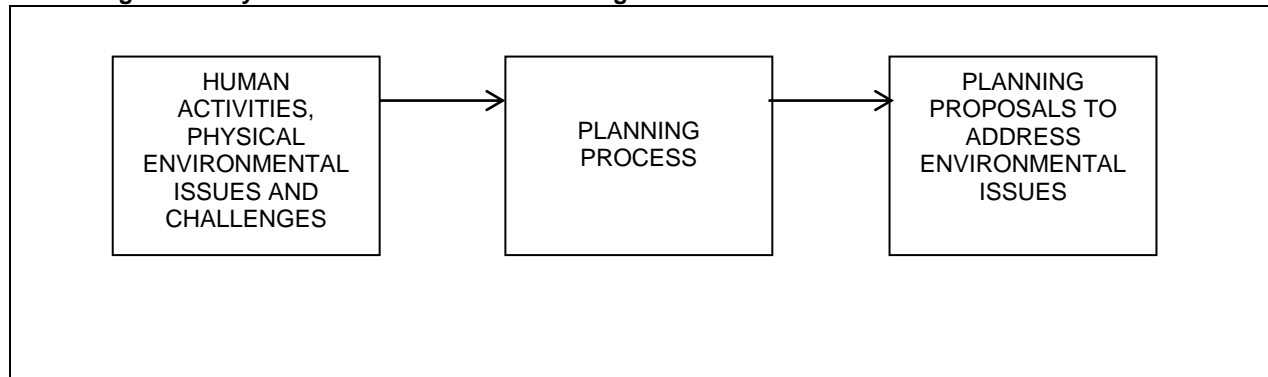 HUMAN
ACTIVITIES,
PHYSICAL
ENVIRONMENTAL
ISSUES AND
CHALLENGES
PLANNING
PROCESS
PLANNING
PROPOSALS TO
ADDRESS
ENVIRONMENTAL
ISSUES